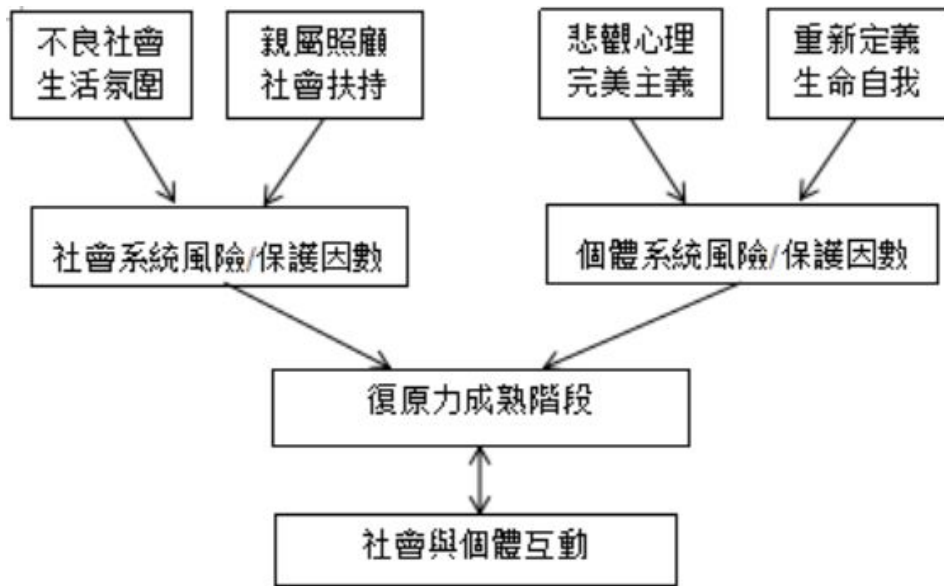 不良社會
生活氛圍
親屬照顧
社會扶持
悲觀心理
完美主義
重新定義
生命自我
社會系統風險/保護因數
個體系統風險/保護因數
復原力成熟階段
社會與個體互動